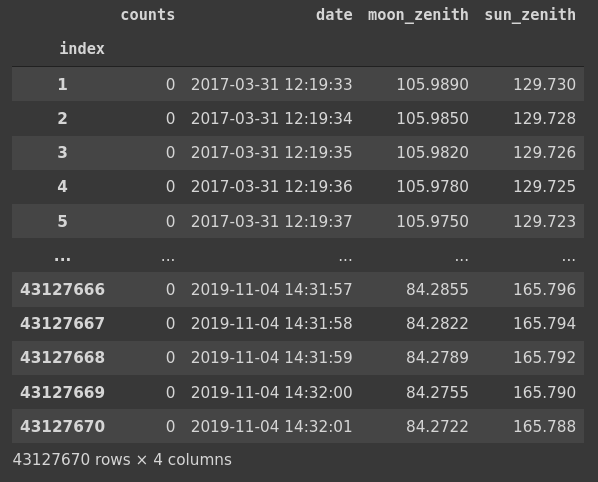 counts date moon_zenith sun_zenith
index
1 0 2017-03-31 12:19:33 105.9890 129.730
2 0 2017-03-31 12:19:34 105.9850 129.728
3 0 2017-03-31 12:19:35 105.9820 129.726
4 0 2017-03-31 12:19:36 105.9780 129.725
5 0 2017-03-31 12:19:37 105.9750 129.723
... ... ... ... ...
43127666 0 2019-11-04 14:31:57 84.2855 165.796
43127667 0 2019-11-04 14:31:58 84.2822 165.794
43127668 0 2019-11-04 14:31:59 84.2789 165.792
43127669 0 2019-11-04 14:32:00 84.2755 165.790
43127670 0 2019-11-04 14:32:01 84.2722 165.788
43127670 rows × 4 columns